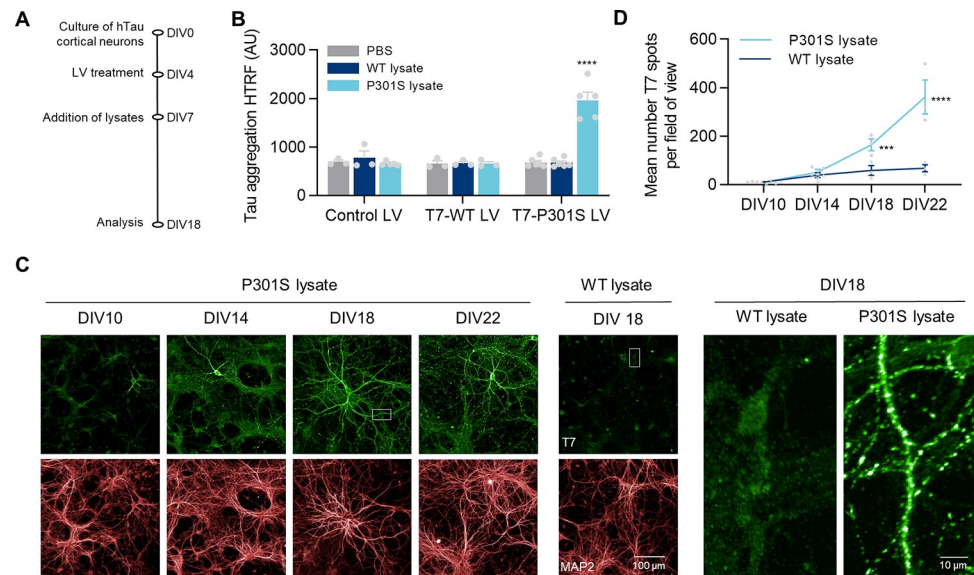 A
Culture of hTau
cortical neurons
DIV0
LV treatment
DIV4
Addition of lysates
DIV7
Analysis
DIV18
B
Tau aggregation HTRF (AU)
3000
2000
1000
0
PBS
WT lysate
P301S lysate
****
Control LV
T7-WT LV
T7-P301S LV
D
Mean number T7 spots
per field of view
600
400
200
0
P301S lysate
WT lysate
****
***
DIV10
DIV14
DIV18
DIV22
C
P301S lysate
WT lysate
DIV18
DIV10
DIV14
DIV18
DIV22
DIV 18
WT lysate
P301S lysate
T7
MAP2
100 µm
10 µm